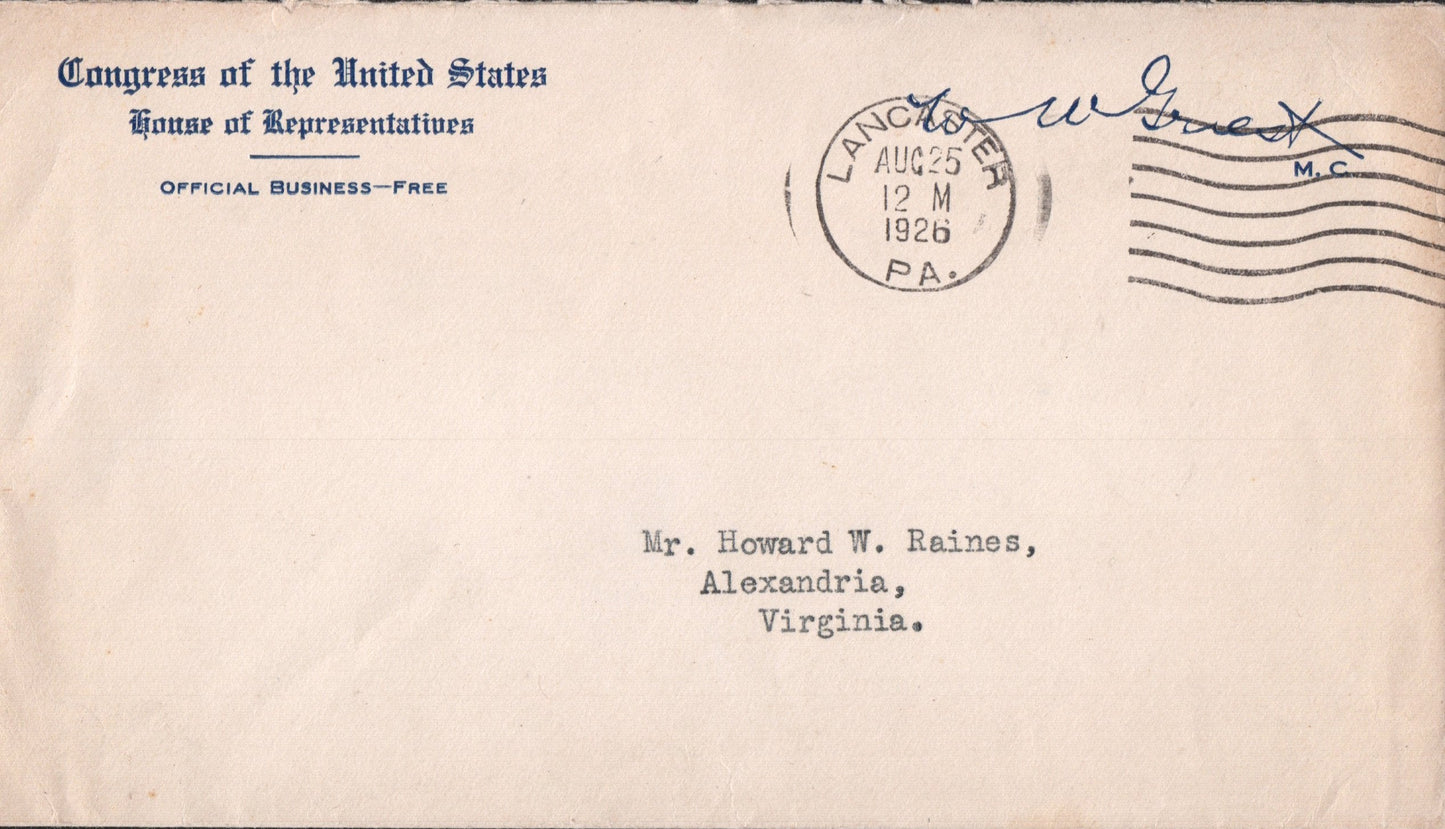 Congress of the United States
House of Representatives
OFFICIAL BUSINESS—FREE
W W Griest
M. C.
LANCASTER
AUG 25
12 M
1926
PA.
Mr. Howard W. Raines,
Alexandria,
Virginia.